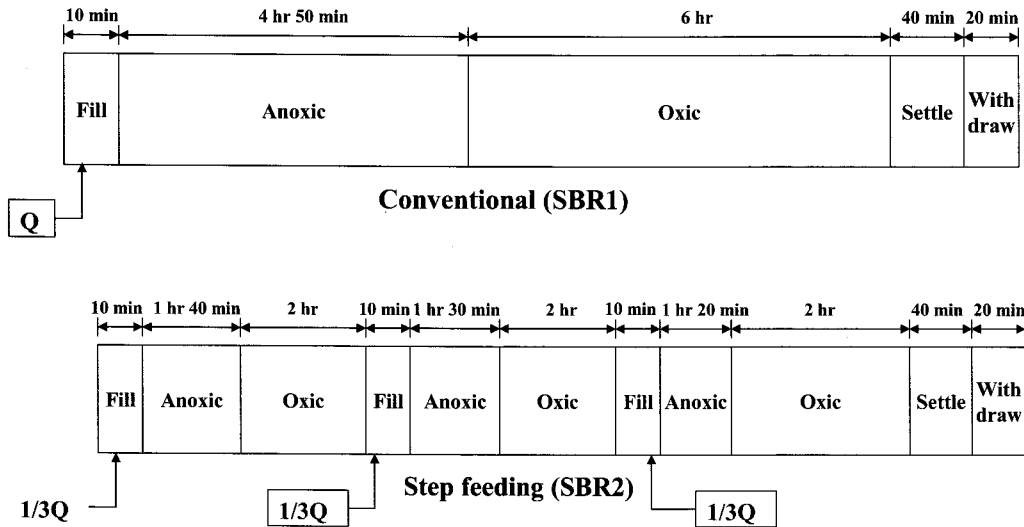 10 min 4 hr 50 min 6 hr 40 min 20 min
Fill Anoxic Oxic Settle With draw
Q
Conventional (SBR1)
10 min 1 hr 40 min 2 hr 10 min 1 hr 30 min 2 hr 10 min 1 hr 20 min 2 hr 40 min 20 min
Fill Anoxic Oxic Fill Anoxic Oxic Fill Anoxic Oxic Settle With draw
1/3Q 1/3Q 1/3Q
Step feeding (SBR2)